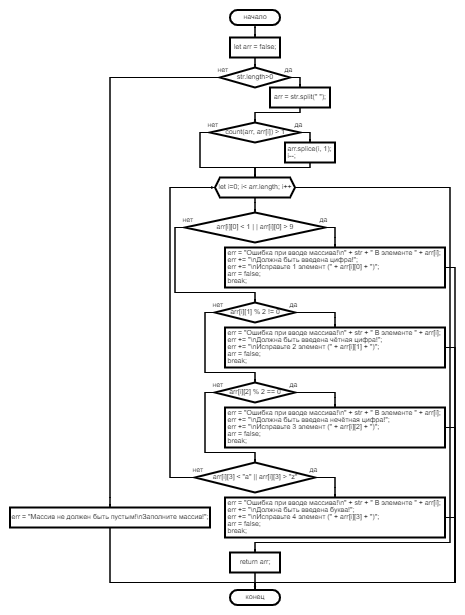 начало
let arr = false;
нет
да
str.length>0
arr = str.split(" ");
нет
да
count(arr, arr[i]) > 1
arr.splice(i, 1);
i--;
let i=0; i< arr.length; i++
нет
да
arr[i][0] < 1 || arr[i][0] > 9
err = "Ошибка при вводе массива!\n" + str + " В элементе " + arr[i];
err += "\nДолжна быть введена цифра!";
err += "\nИсправьте 1 элемент (" + arr[i][0] + ")";
arr = false;
break;
нет
да
arr[i][1] % 2 != 0
err = "Ошибка при вводе массива!\n" + str + " В элементе " + arr[i];
err += "\nДолжна быть введена чётная цифра!";
err += "\nИсправьте 2 элемент (" + arr[i][1] + ")";
arr = false;
break;
нет
да
arr[i][2] % 2 == 0
err = "Ошибка при вводе массива!\n" + str + " В элементе " + arr[i];
err += "\nДолжна быть введена нечётная цифра!";
err += "\nИсправьте 3 элемент (" + arr[i][2] + ")";
arr = false;
break;
нет
да
arr[i][3] < "a" || arr[i][3] > "z"
err = "Ошибка при вводе массива!\n" + str + " В элементе " + arr[i];
err += "\nДолжна быть введена буква!";
err += "\nИсправьте 4 элемент (" + arr[i][3] + ")";
arr = false;
break;
err = "Массив не должен быть пустым!\nЗаполните массив!";
return arr;
конец